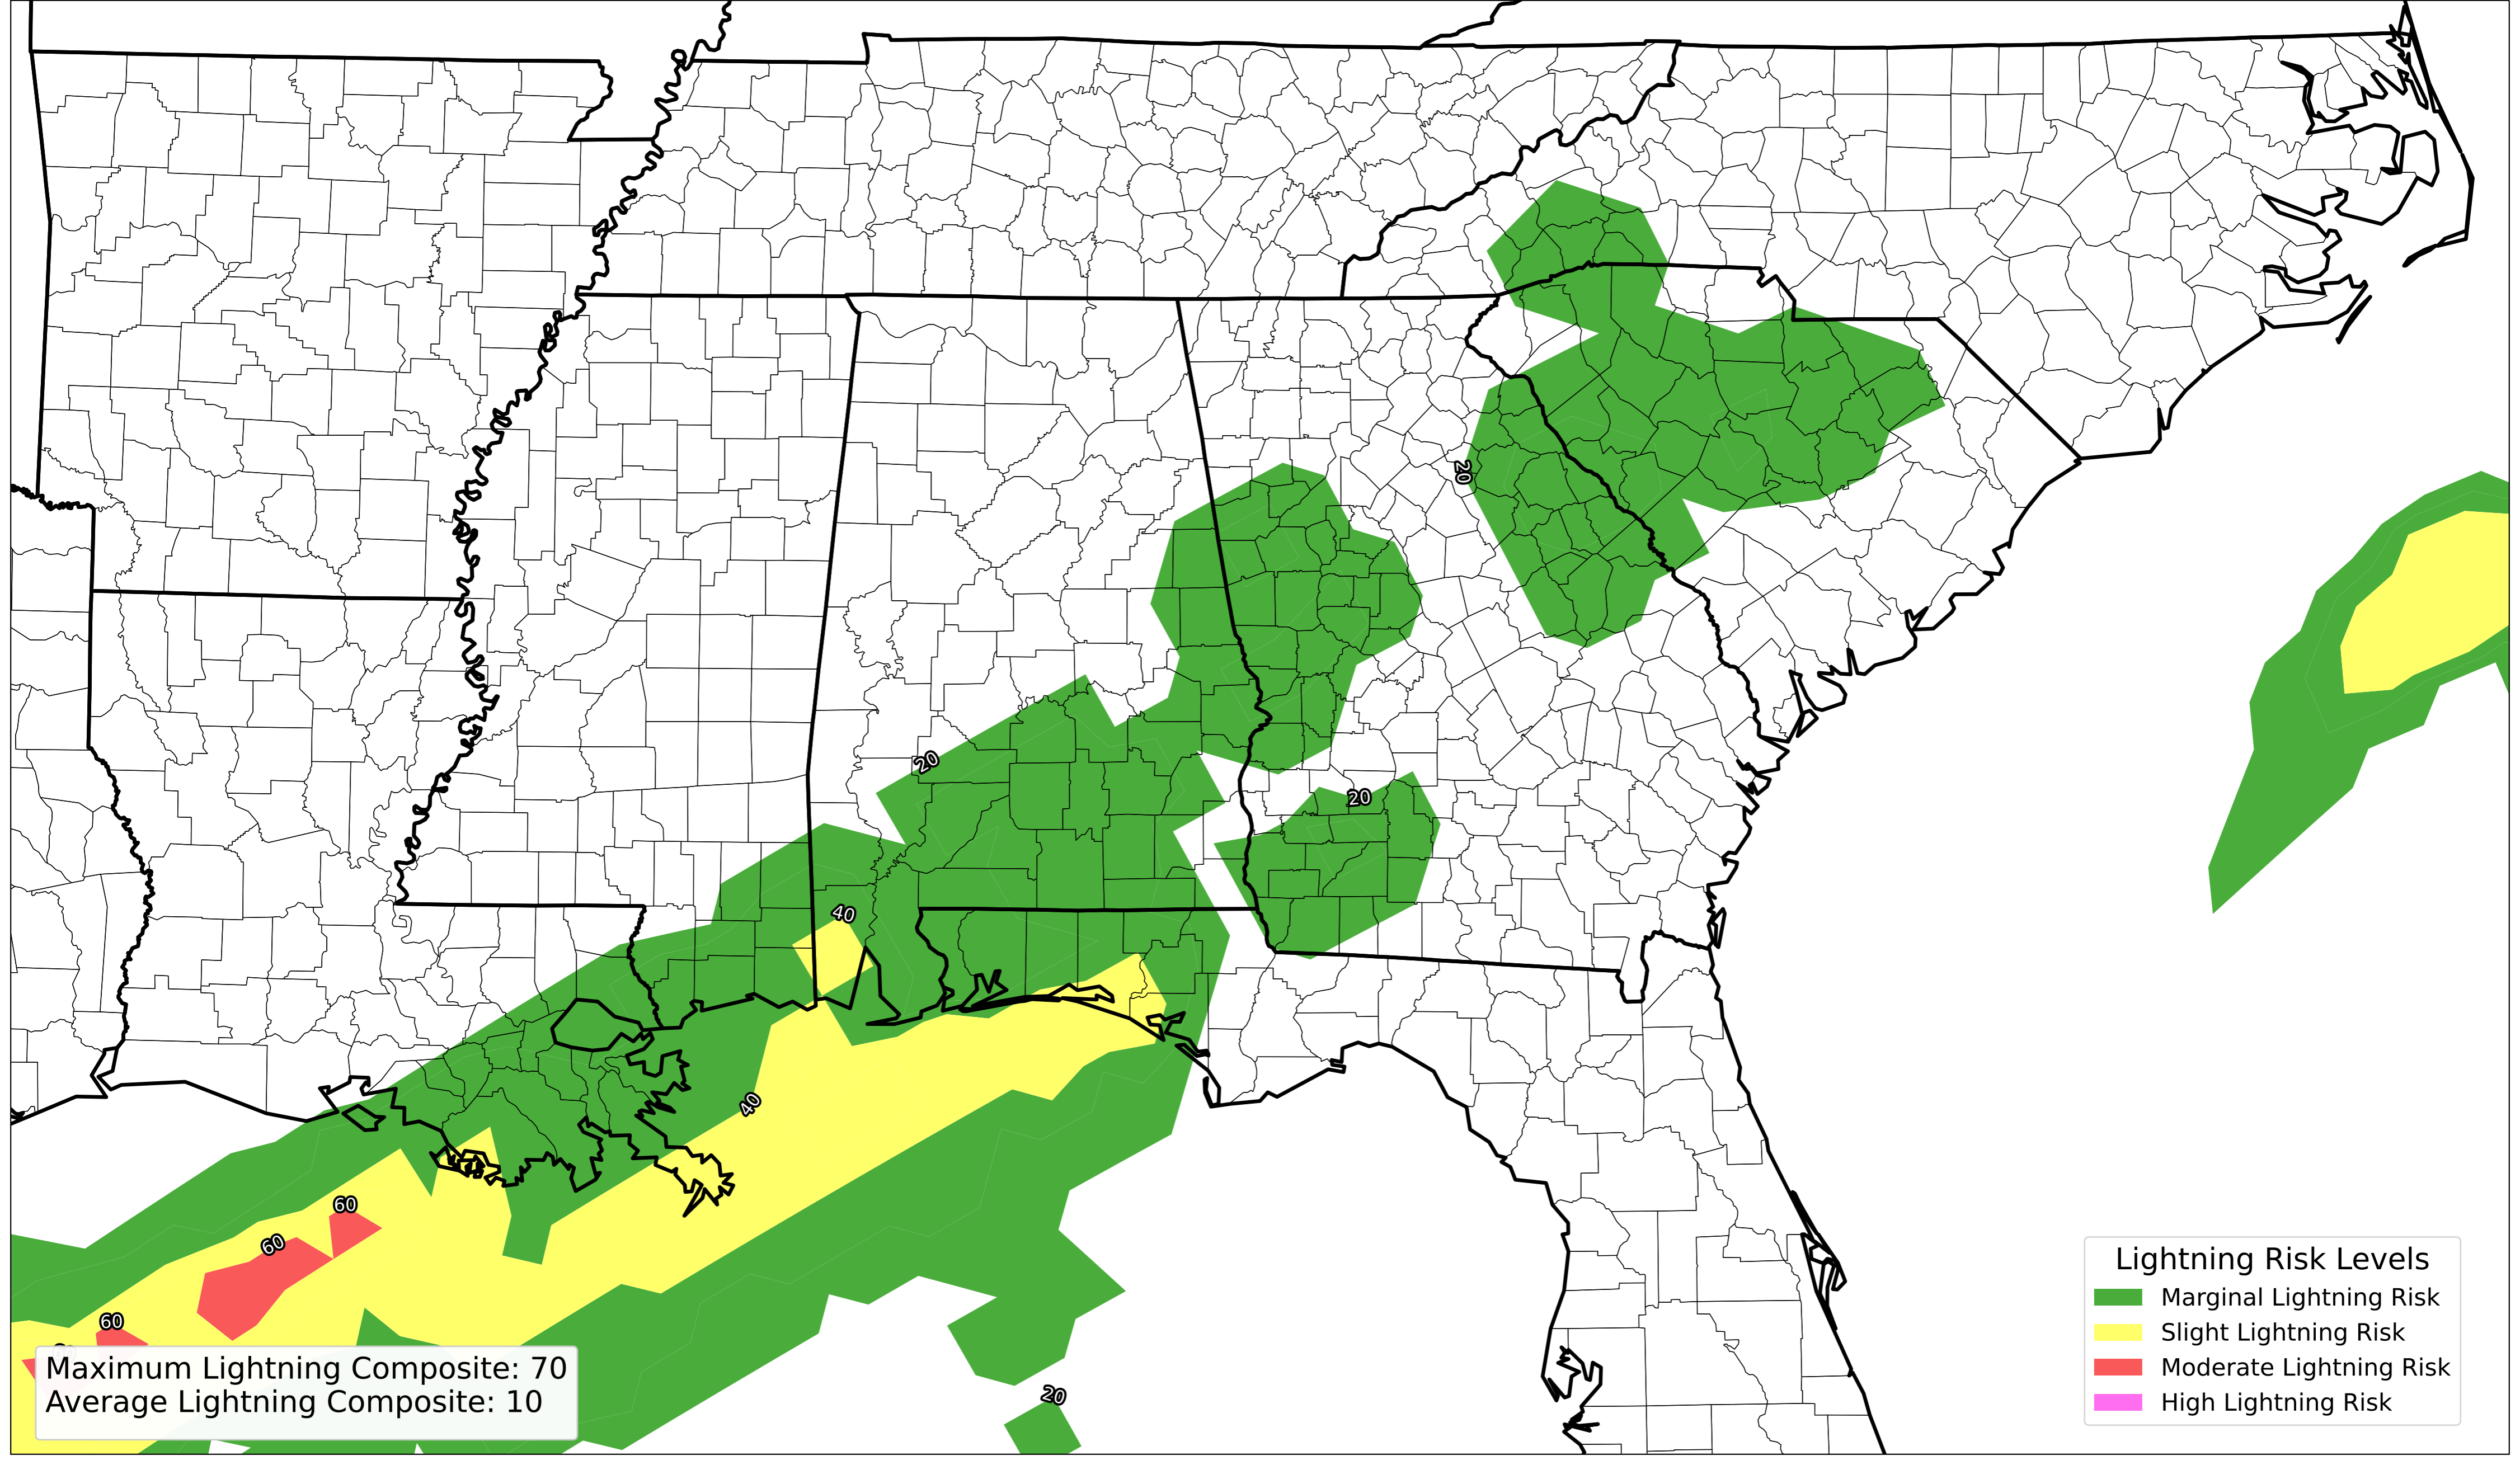 20
20
20
40
40
60
60
60
20
Maximum Lightning Composite: 70
Average Lightning Composite: 10
Lightning Risk Levels
Marginal Lightning Risk
Slight Lightning Risk
Moderate Lightning Risk
High Lightning Risk